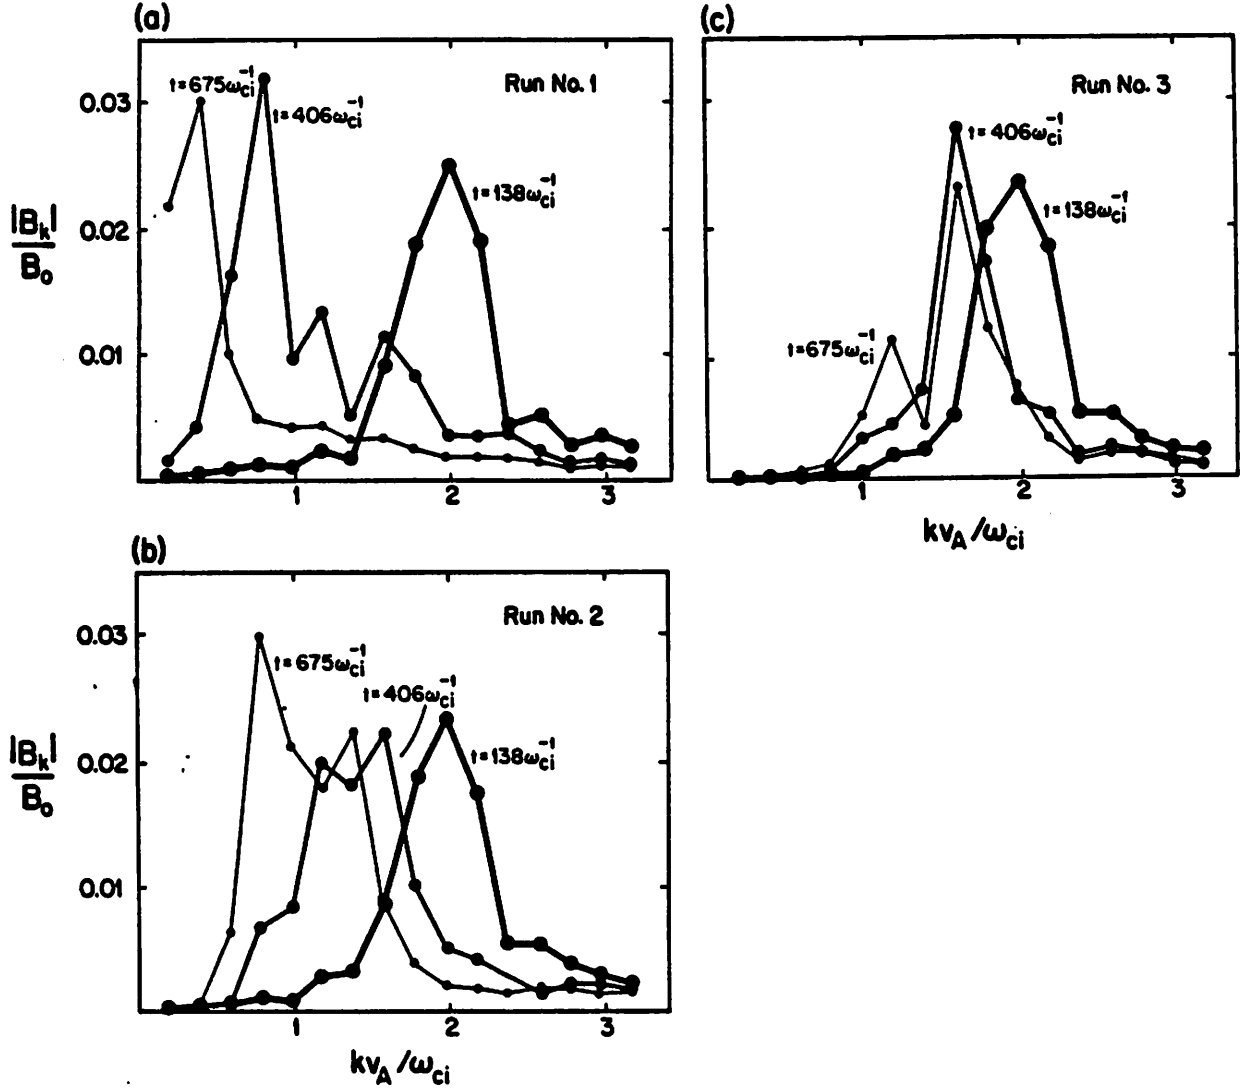 (a)
Run No. 1
t=675ω_ci^-1
t=406ω_ci^-1
t=138ω_ci^-1
0.03
0.02
0.01
|B_k|
B_o
1 2 3
(b)
Run No. 2
t=675ω_ci^-1
t=406ω_ci^-1
t=138ω_ci^-1
0.03
0.02
0.01
|B_k|
B_o
1 2 3
kv_A/ω_ci
(c)
Run No. 3
t=406ω_ci^-1
t=138ω_ci^-1
t=675ω_ci^-1
1 2 3
kv_A/ω_ci